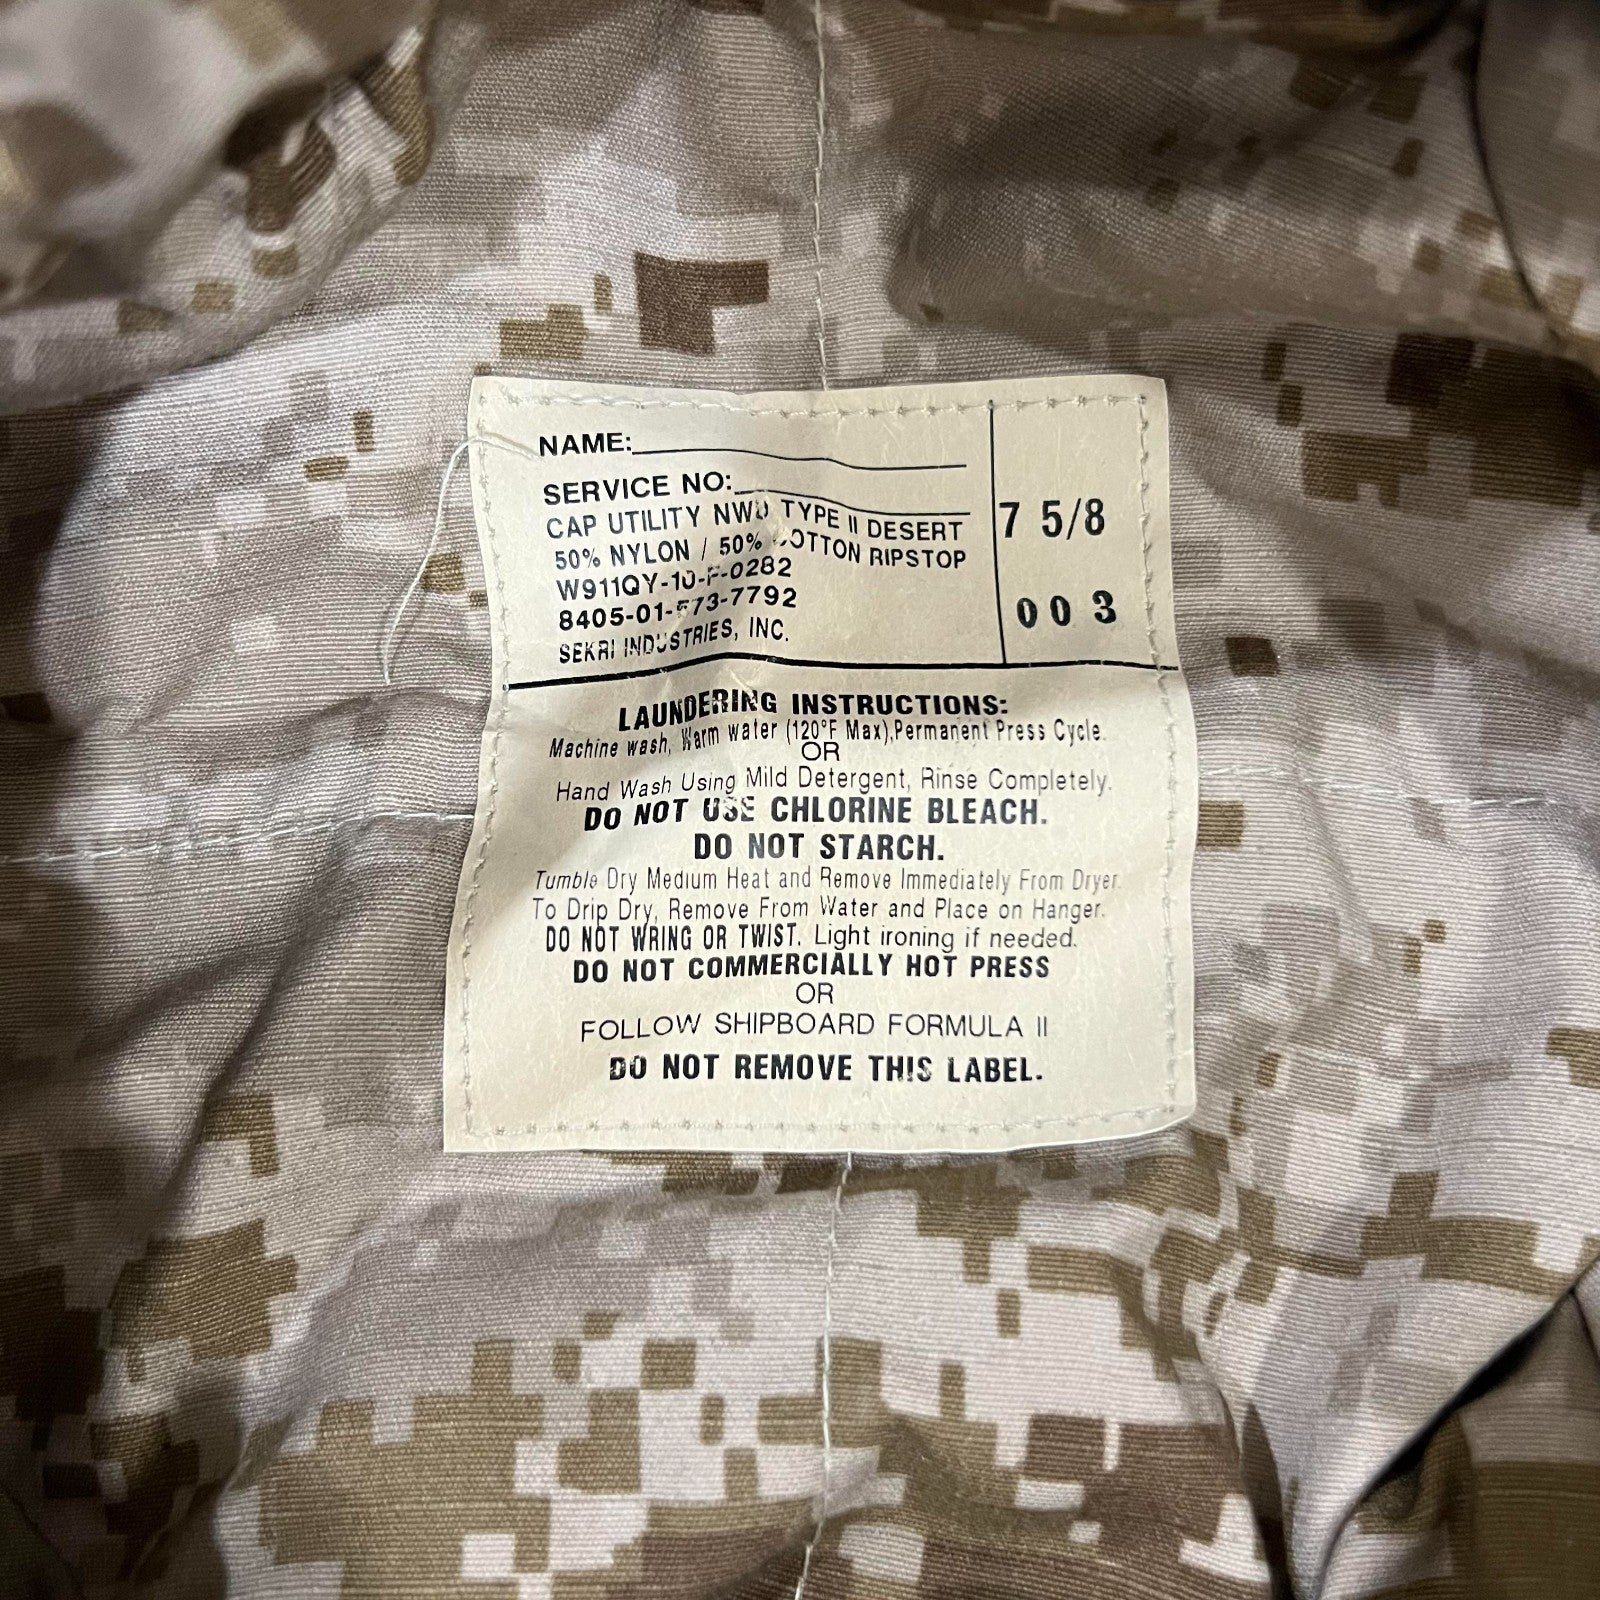 NAME:
SERVICE NO:
CAP UTILITY NWU TYPE II DESERT
50% NYLON / 50% COTTON RIPSTOP
W911QY-10-F-0282
8405-01-573-7792
SEKRI INDUSTRIES, INC.
7 5/8
003
LAUNDERING INSTRUCTIONS:
Machine wash, Warm water (120°F Max),Permanent Press Cycle.
OR
Hand Wash Using Mild Detergent, Rinse Completely.
DO NOT USE CHLORINE BLEACH.
DO NOT STARCH.
Tumble Dry Medium Heat and Remove Immediately From Dryer.
To Drip Dry, Remove From Water and Place on Hanger.
DO NOT WRING OR TWIST. Light ironing if needed.
DO NOT COMMERCIALLY HOT PRESS
OR
FOLLOW SHIPBOARD FORMULA II
DO NOT REMOVE THIS LABEL.